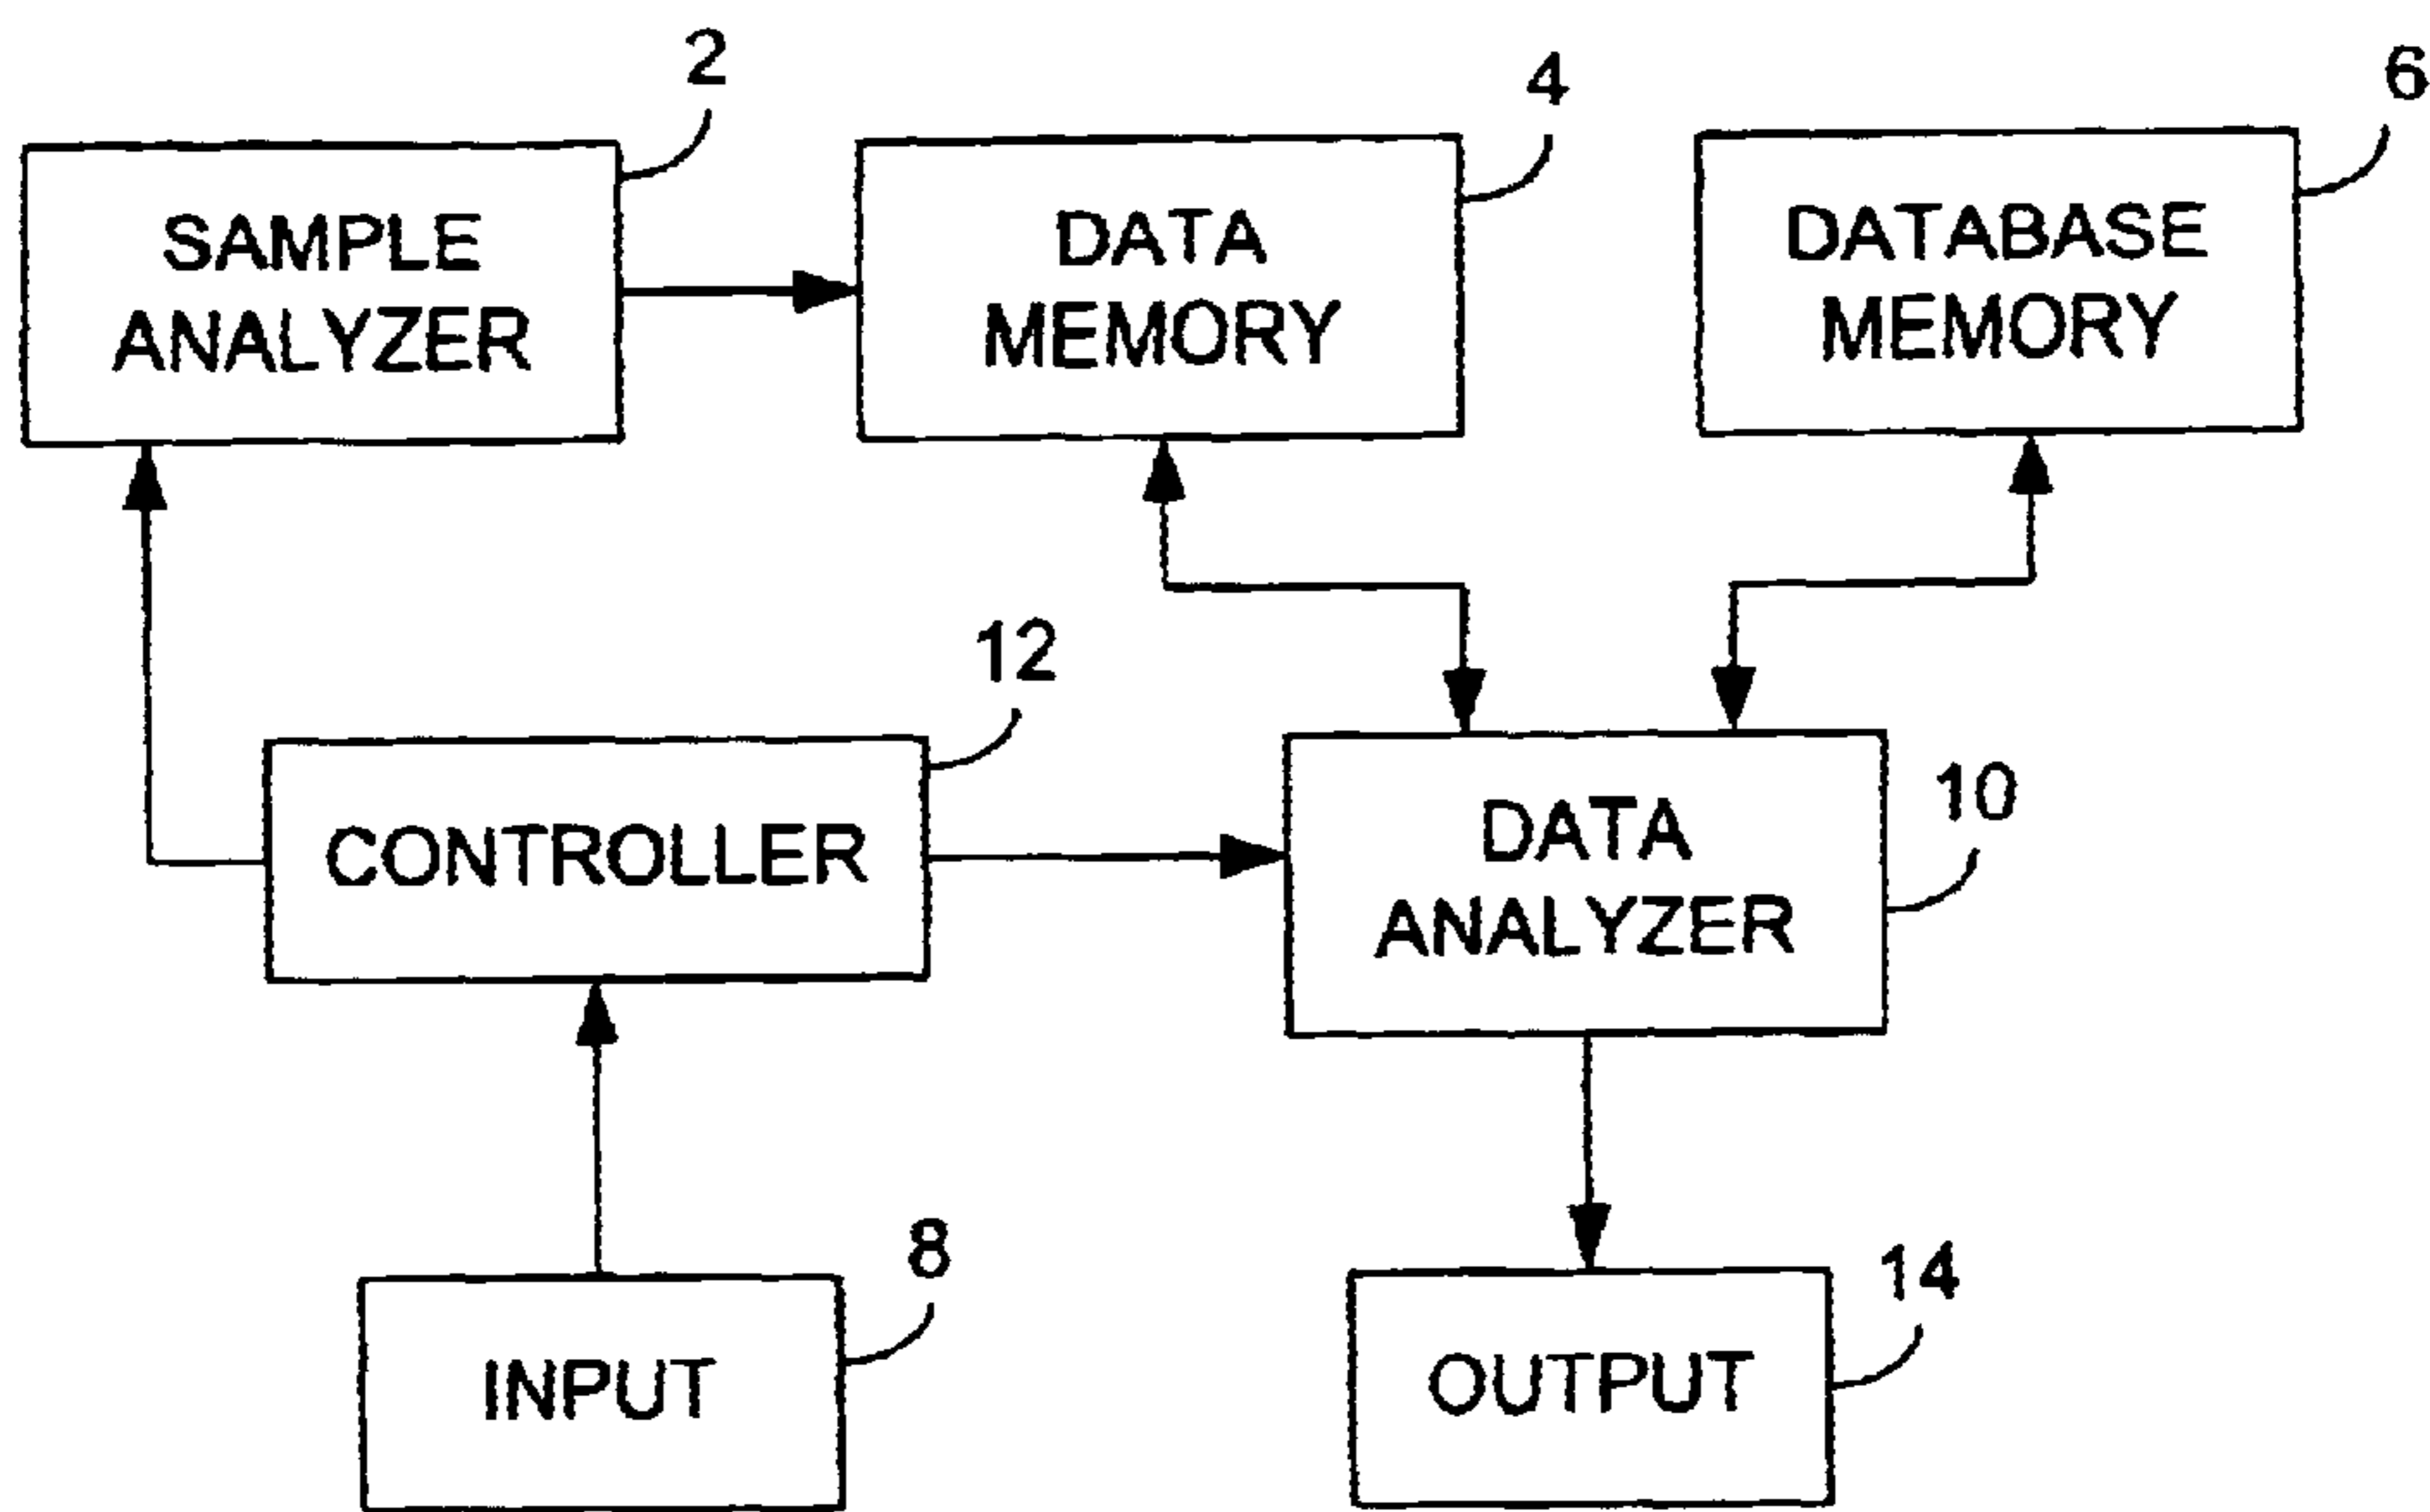 2
4
6
SAMPLE
ANALYZER
DATA
MEMORY
DATABASE
MEMORY
12
CONTROLLER
10
DATA
ANALYZER
8
INPUT
14
OUTPUT